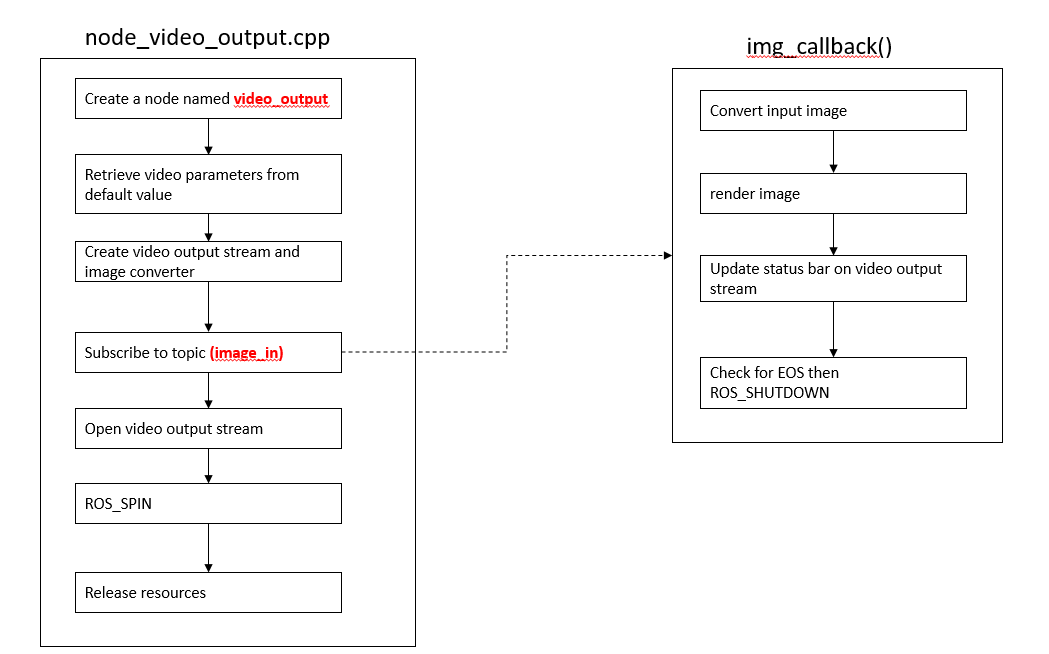 node_video_output.cpp
Create a node named video_output
Retrieve video parameters from
default value
Create video output stream and
image converter
Subscribe to topic (image_in)
Open video output stream
ROS_SPIN
Release resources
img_callback()
Convert input image
render image
Update status bar on video output
stream
Check for EOS then
ROS_SHUTDOWN